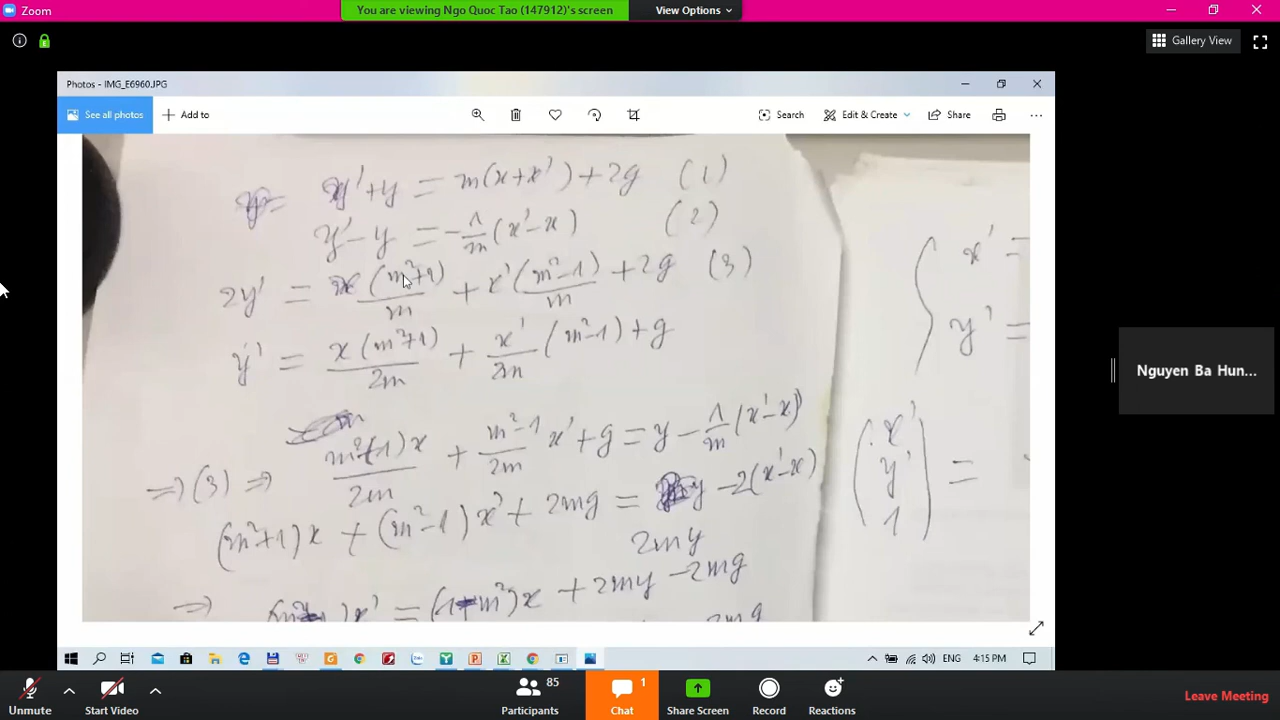 Zoom
You are viewing Ngo Quoc Tao (147912)'s screen
View Options
Gallery View
Photos - IMG_E6960.JPG
See all photos
Add to
Search
Edit & Create
Share
y'+y = m(x+x')+2g (1)
y'-y = -1/m (x'-x) (2)
2y' = x(m²+1)/m + x'(m²-1)/m + 2g (3)
y' = x(m²+1)/2m + x'/2m (m²-1)+g
=> (3) => (m²+1)x/2m + m²-1/2m x' + g = y - 1/m (x'-x)
(m²+1)x + (m²-1)x' + 2mg = y -2(x'-x)
2my
=> x' = (1-m²)x + 2my -2mg
x' =
y' =
x'
y' =
1
Nguyen Ba Hun...
ENG
4:15 PM
Unmute
Start Video
85
Participants
1
Chat
Share Screen
Record
Reactions
Leave Meeting